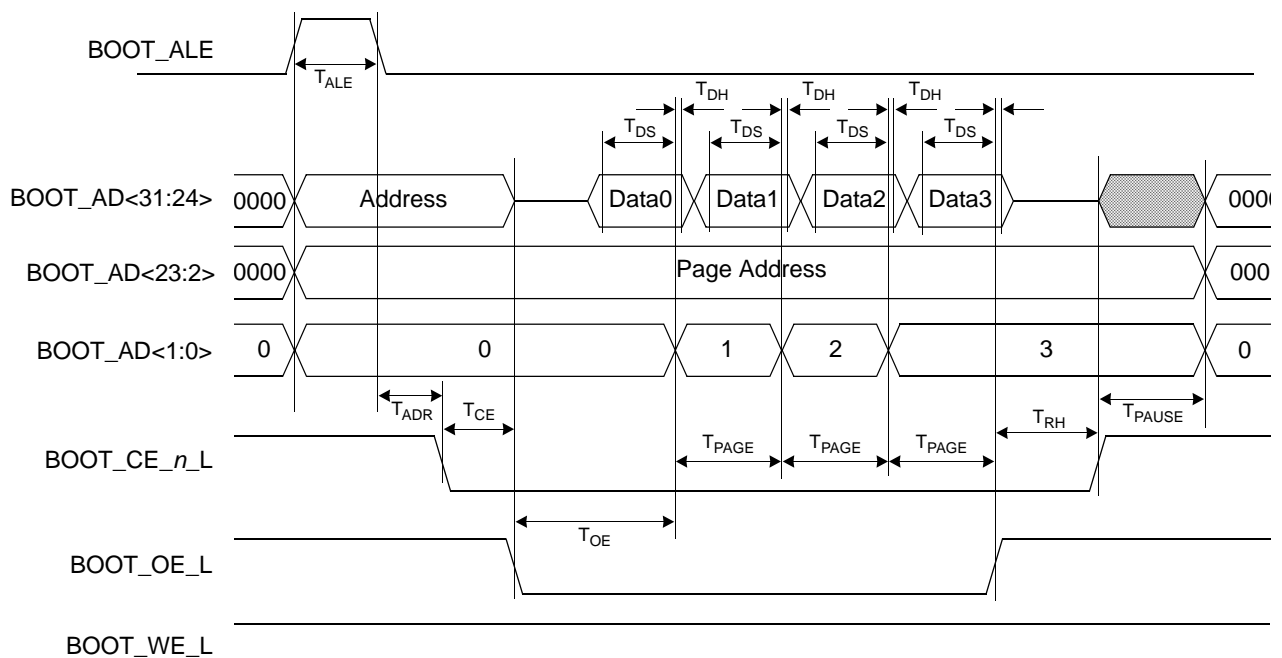 BOOT_ALE
T_ALE
T_DH T_DH T_DH
T_DS T_DS T_DS T_DS
BOOT_AD<31:24> 0000 Address Data0 Data1 Data2 Data3 0000
BOOT_AD<23:2> 0000 Page Address 000
BOOT_AD<1:0> 0 0 1 2 3 0
T_ADR T_CE T_RH T_PAUSE
BOOT_CE_n_L T_PAGE T_PAGE T_PAGE
T_OE
BOOT_OE_L
BOOT_WE_L